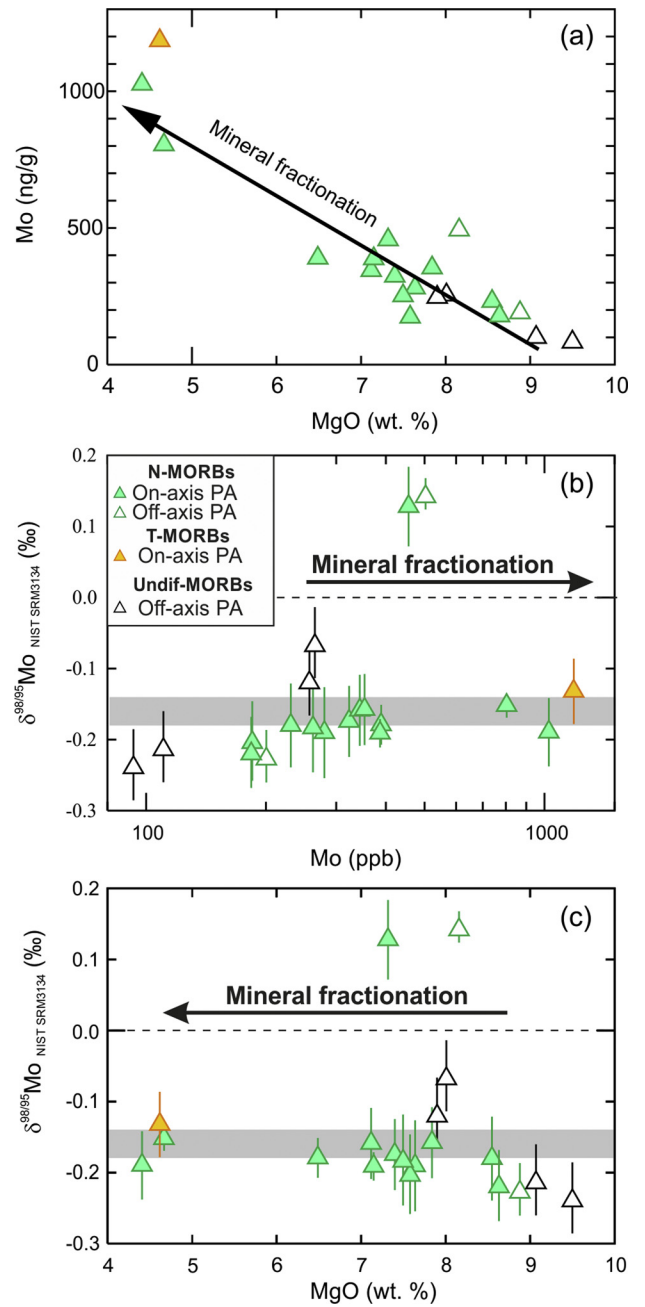 (a)
Mo (ng/g)
1000
500
0
Mineral fractionation
4 5 6 7 8 9 10
MgO (wt. %)
(b)
δ98/95Mo NIST SRM3134 (‰)
0.2
0.1
0.0
-0.1
-0.2
-0.3
N-MORBs
On-axis PA
Off-axis PA
T-MORBs
On-axis PA
Undif-MORBs
Off-axis PA
Mineral fractionation
100 1000
Mo (ppb)
(c)
δ98/95Mo NIST SRM3134 (‰)
0.2
0.1
0.0
-0.1
-0.2
-0.3
Mineral fractionation
4 5 6 7 8 9 10
MgO (wt. %)